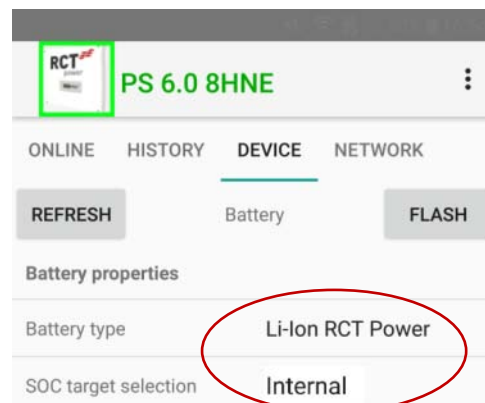 RCT
power
PS 6.0 8HNE
ONLINE HISTORY DEVICE NETWORK
REFRESH Battery FLASH
Battery properties
Battery type Li-Ion RCT Power
SOC target selection Internal